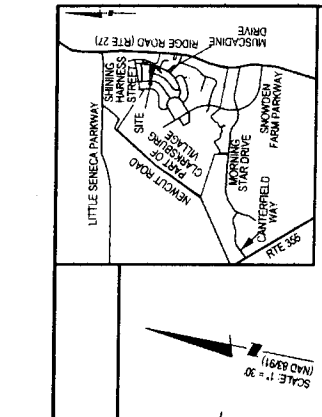 LITTLE SENECA PARKWAY
SHINING
HARNESS
STREET
SITE
RIDGE ROAD (RTE 27)
MUSCADINE
DRIVE
NEWCUT ROAD
PART OF
CLARKSBURG
VILLAGE
MORNING
STAR DRIVE
SNOWDEN
FARM PARKWAY
CANTERFIELD
WAY
RTE 355
SCALE: 1" = 30'
(NAD 83/91)